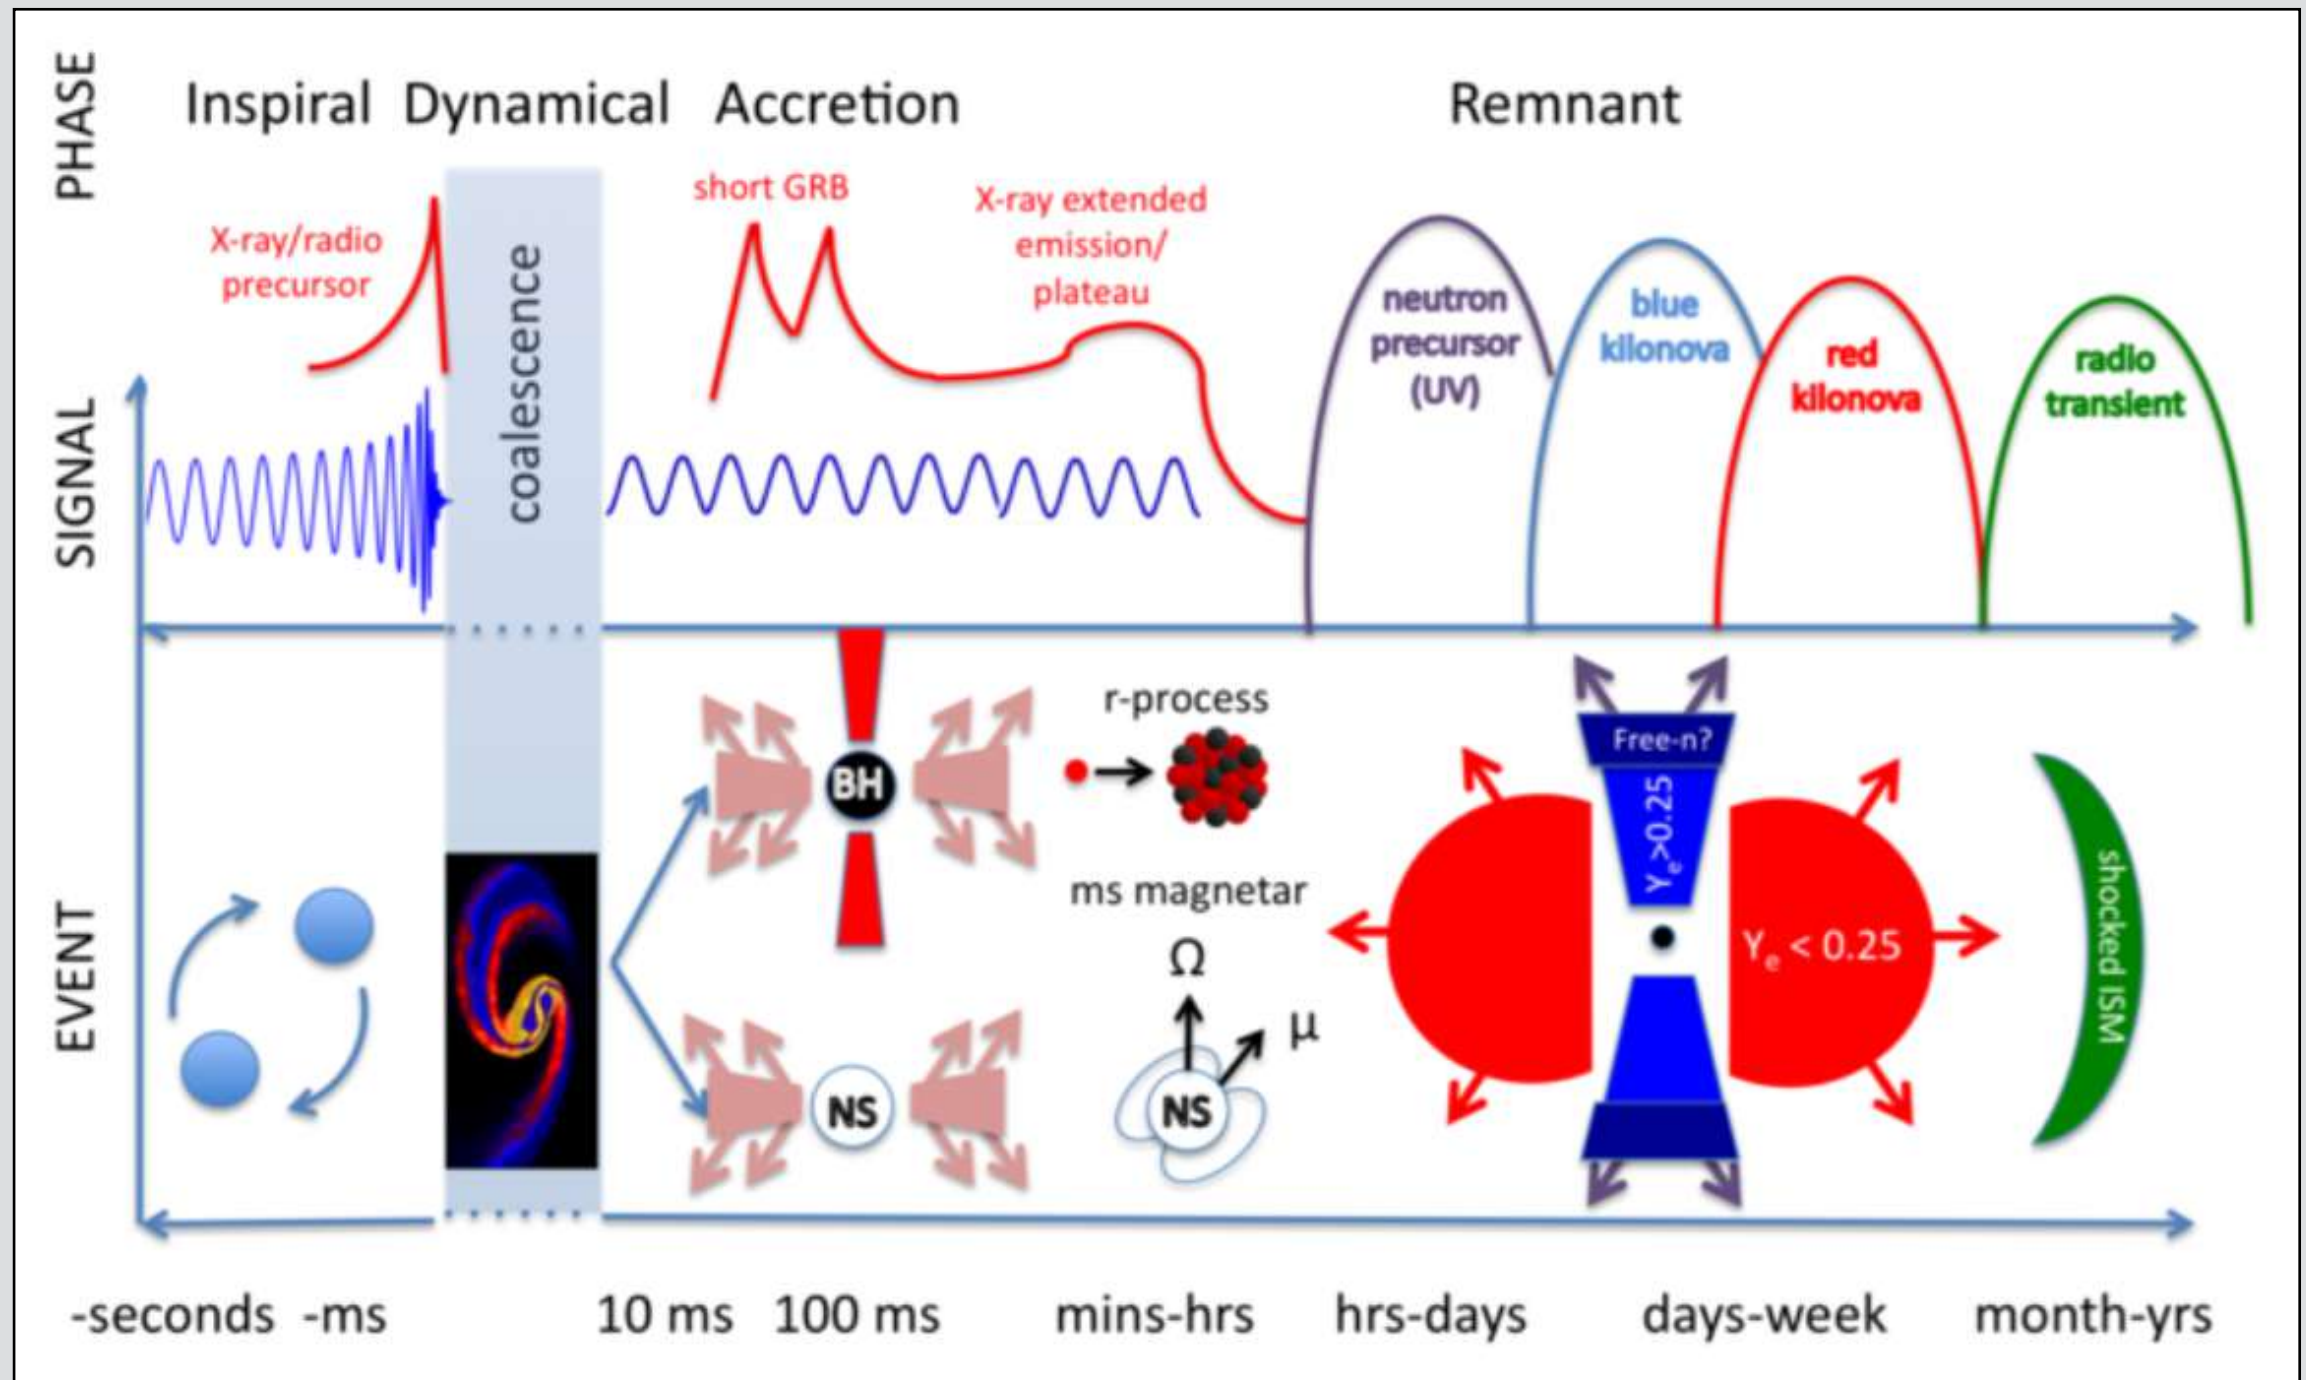 PHASE
Inspiral
Dynamical
Accretion
Remnant
SIGNAL
X-ray/radio
precursor
coalescence
short GRB
X-ray extended
emission/
plateau
neutron
precursor
(UV)
blue
kilonova
red
kilonova
radio
transient
EVENT
BH
NS
r-process
ms magnetar
Ω
μ
NS
Free-n?
Yₑ>0.25
Yₑ < 0.25
shocked ISM
-seconds
-ms
10 ms
100 ms
mins-hrs
hrs-days
days-week
month-yrs